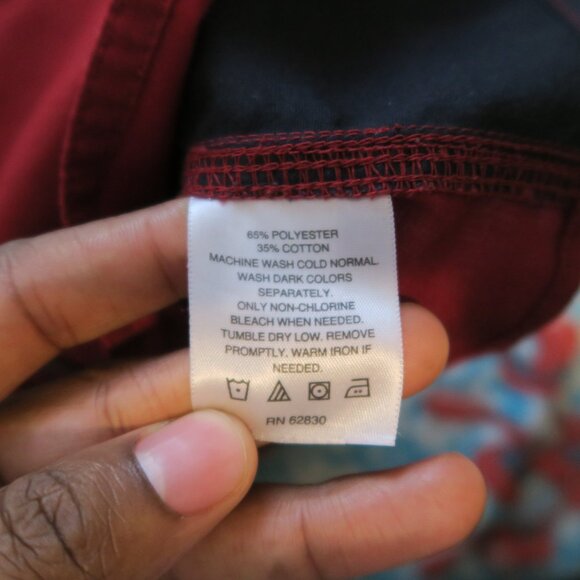 65% POLYESTER
35% COTTON
MACHINE WASH COLD NORMAL.
WASH DARK COLORS
SEPARATELY.
ONLY NON-CHLORINE
BLEACH WHEN NEEDED.
TUMBLE DRY LOW. REMOVE
PROMPTLY. WARM IRON IF
NEEDED.
RN 62830